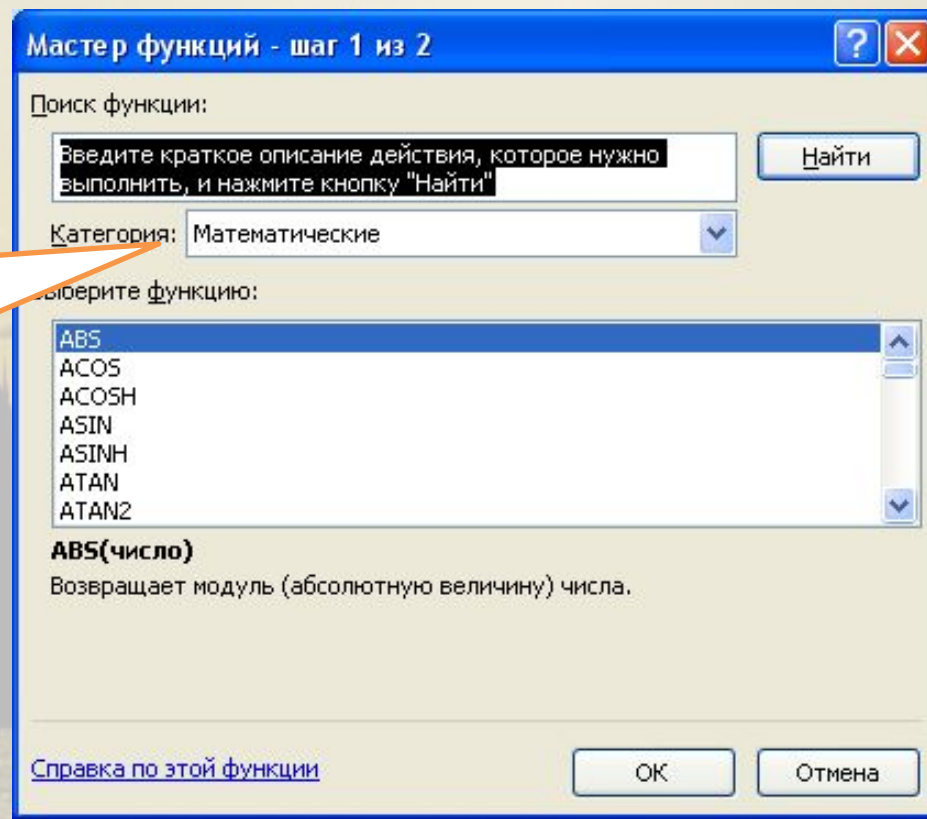 Мастер функций - шаг 1 из 2
Поиск функции:
Введите краткое описание действия, которое нужно
выполнить, и нажмите кнопку "Найти"
Найти
Категория: Математические
функцию:
ABS
ACOS
ACOSH
ASIN
ASINH
ATAN
ATAN2
ABS(число)
Возвращает модуль (абсолютную величину) числа.
Справка по этой функции
ОК
Отмена